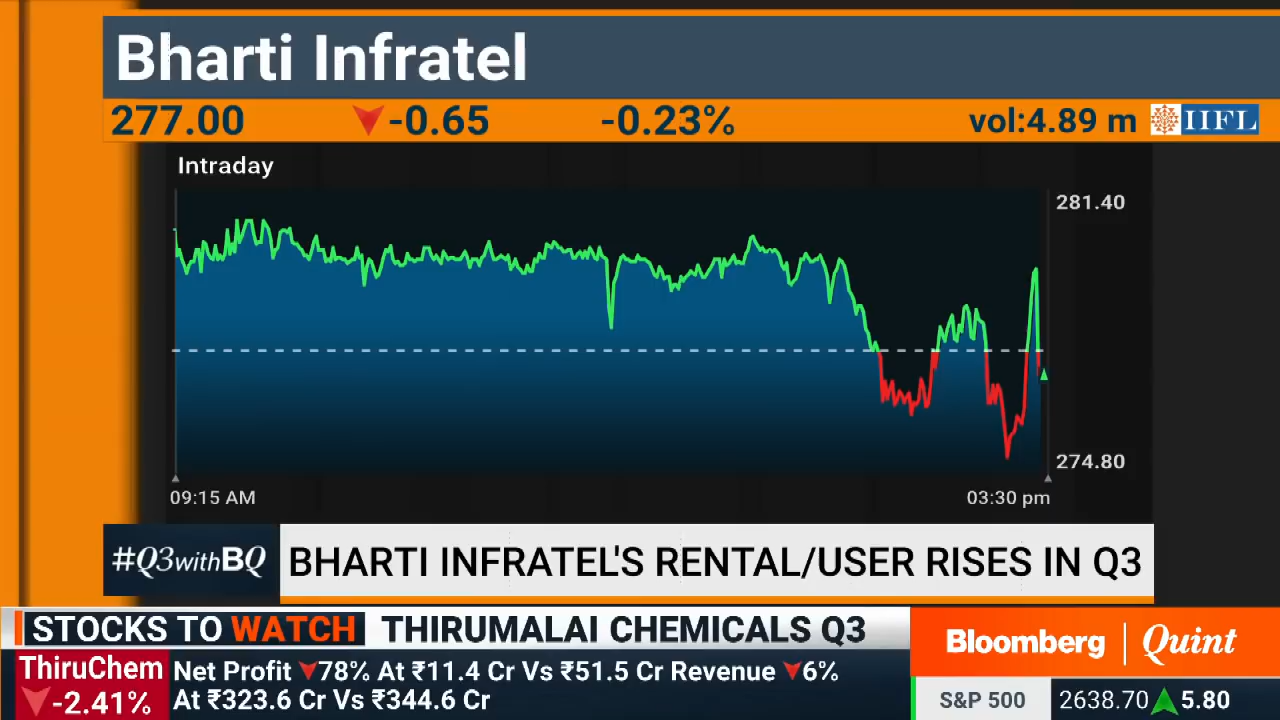 Bharti Infratel
277.00 -0.65 -0.23% vol:4.89 m IIFL
Intraday
281.40
274.80
09:15 AM 03:30 pm
#Q3withBQ BHARTI INFRATEL'S RENTAL/USER RISES IN Q3
STOCKS TO WATCH THIRUMALAI CHEMICALS Q3
ThiruChem
-2.41%
Net Profit 78% At ₹11.4 Cr Vs ₹51.5 Cr Revenue 6%
At ₹323.6 Cr Vs ₹344.6 Cr
Bloomberg | Quint
S&P 500 2638.70 5.80